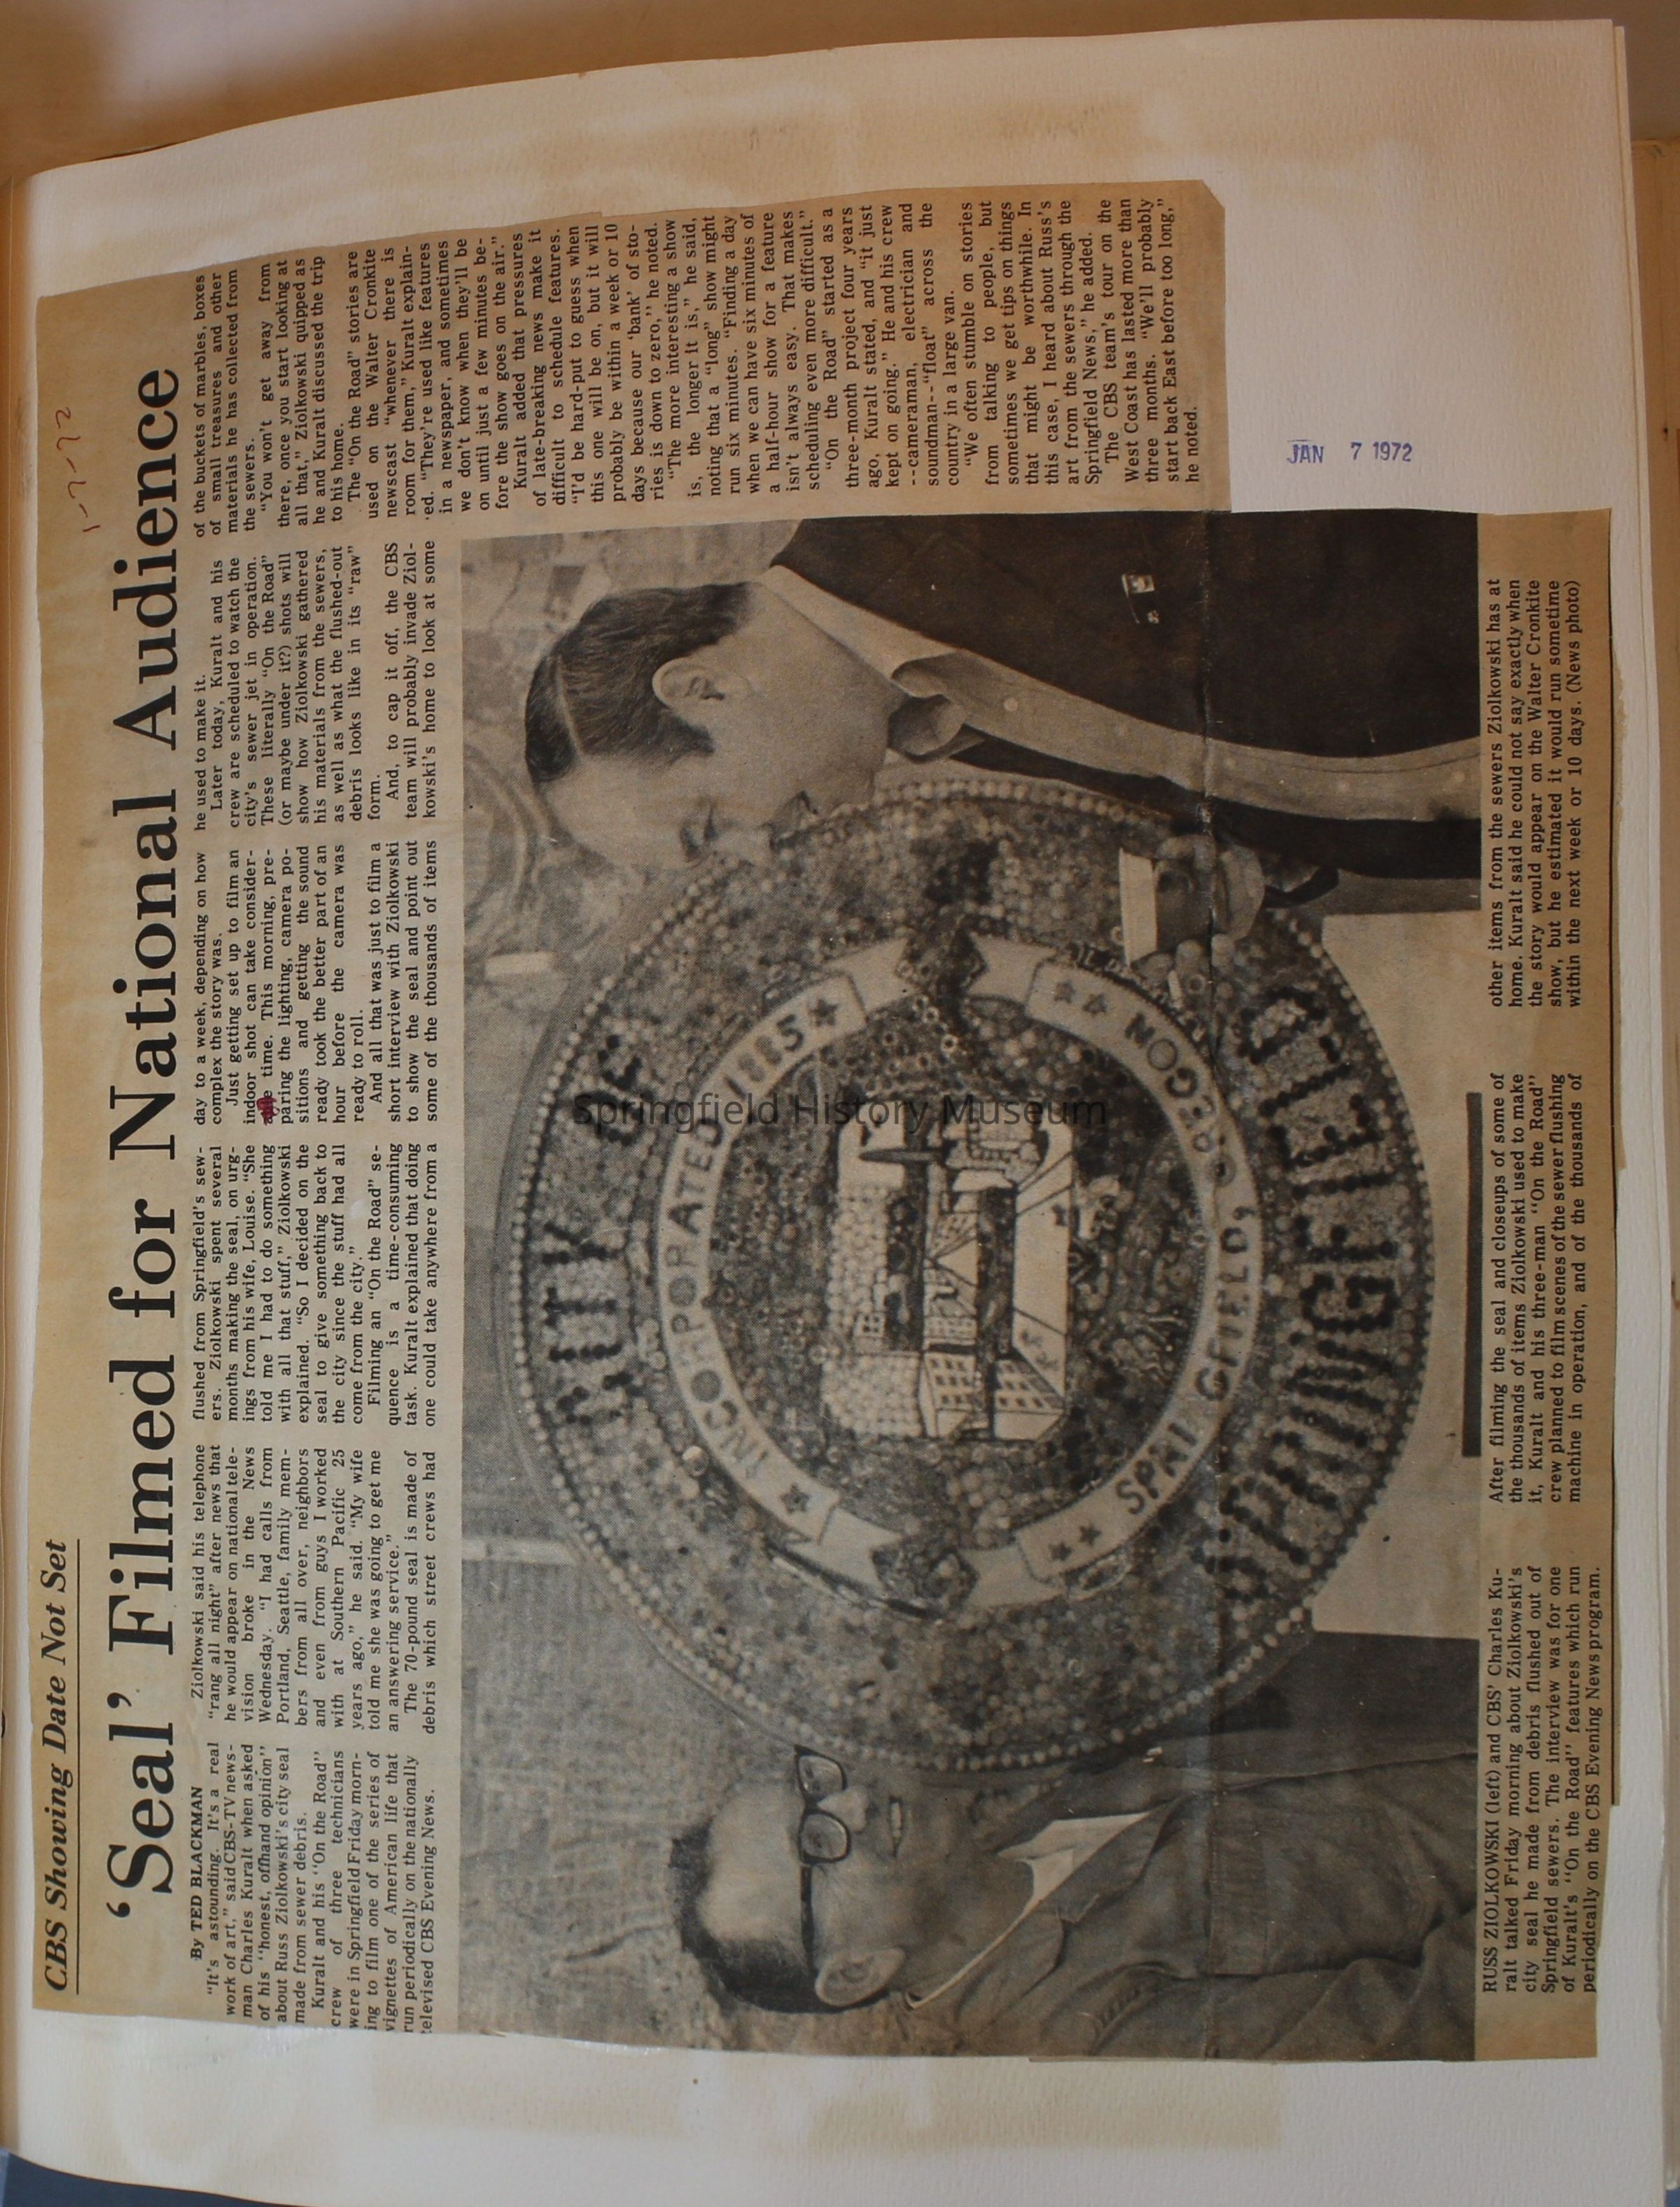 1-7-72
CBS Showing Date Not Set
‘Seal’ Filmed for National Audience
By TED BLACKMAN
“It’s astounding. It’s a real
work of art,” said CBS-TV news-
man Charles Kuralt when asked
of his “honest, offhand opinion”
about Russ Ziolkowski’s city seal
made from sewer debris.
Kuralt and his “On the Road”
crew of three technicians
were in Springfield Friday morn-
ing to film one of the series of
vignettes of American life that
run periodically on the nationally
televised CBS Evening News.
Ziolkowski said his telephone
“rang all night” after news that
he would appear on national tele-
vision broke in the News
Wednesday. “I had calls from
Portland, Seattle, family mem-
bers from all over, neighbors
and even from guys I worked
with at Southern Pacific 25
years ago,” he said. “My wife
told me she was going to get me
an answering service.”
The 70-pound seal is made of
debris which street crews had
flushed from Springfield’s sew-
ers. Ziolkowski spent several
months making the seal, on urg-
ings from his wife, Louise. “She
told me I had to do something
with all that stuff,” Ziolkowski
explained. “So I decided on the
seal to give something back to
the city since the stuff had all
come from the city.”
Filming an “On the Road” se-
quence is a time-consuming
task. Kuralt explained that doing
one could take anywhere from a
day to a week, depending on how
complex the story was.
Just getting set up to film an
indoor shot can take consider-
able time. This morning, pre-
paring the lighting, camera po-
sitions and getting the sound
ready took the better part of an
hour before the camera was
ready to roll.
And all that was just to film a
short interview with Ziolkowski
to show the seal and point out
some of the thousands of items
he used to make it.
Later today, Kuralt and his
crew are scheduled to watch the
city’s sewer jet in operation.
These literally “On the Road”
(or maybe under it?) shots will
show how Ziolkowski gathered
his materials from the sewers,
as well as what the flushed-out
debris looks like in its “raw”
form.
And, to cap it off, the CBS
team will probably invade Ziol-
kowski’s home to look at some
of the buckets of marbles, boxes
of small treasures and other
materials he has collected from
the sewers.
“You won’t get away from
there, once you start looking at
all that,” Ziolkowski quipped as
he and Kuralt discussed the trip
to his home.
The “On the Road” stories are
used on the Walter Cronkite
newscast “whenever there is
room for them,” Kuralt explain-
ed. “They’re used like features
in a newspaper, and sometimes
we don’t know when they’ll be
on until just a few minutes be-
fore the show goes on the air.”
Kuralt added that pressures
of late-breaking news make it
difficult to schedule features.
“I’d be hard-put to guess when
this one will be on, but it will
probably be within a week or 10
days because our ‘bank’ of sto-
ries is down to zero,” he noted.
“The more interesting a show
is, the longer it is,” he said,
noting that a “long” show might
run six minutes. “Finding a day
when we can have six minutes of
a half-hour show for a feature
isn’t always easy. That makes
scheduling even more difficult.”
“On the Road” started as a
three-month project four years
ago, Kuralt stated, and “it just
kept on going.” He and his crew
--cameraman, electrician and
soundman--“float” across the
country in a large van.
“We often stumble on stories
from talking to people, but
sometimes we get tips on things
that might be worthwhile. In
this case, I heard about Russ’s
art from the sewers through the
Springfield News,” he added.
The CBS team’s tour on the
West Coast has lasted more than
three months. “We’ll probably
start back East before too long,”
he noted.
JAN 7 1972
CITY OF
INCORPORATED 1885
SPRINGFIELD, OREGON
SPRINGFIELD
RUSS ZIOLKOWSKI (left) and CBS’ Charles Ku-
ralt talked Friday morning about Ziolkowski’s
city seal he made from debris flushed out of
Springfield sewers. The interview was for one
of Kuralt’s “On the Road” features which run
periodically on the CBS Evening News program.
After filming the seal and closeups of some of
the thousands of items Ziolkowski used to make
it, Kuralt and his three-man “On the Road”
crew planned to film scenes of the sewer flushing
machine in operation, and of the thousands of
other items from the sewers Ziolkowski has at
home. Kuralt said he could not say exactly when
the story would appear on the Walter Cronkite
show, but he estimated it would run sometime
within the next week or 10 days. (News photo)
Springfield History Museum